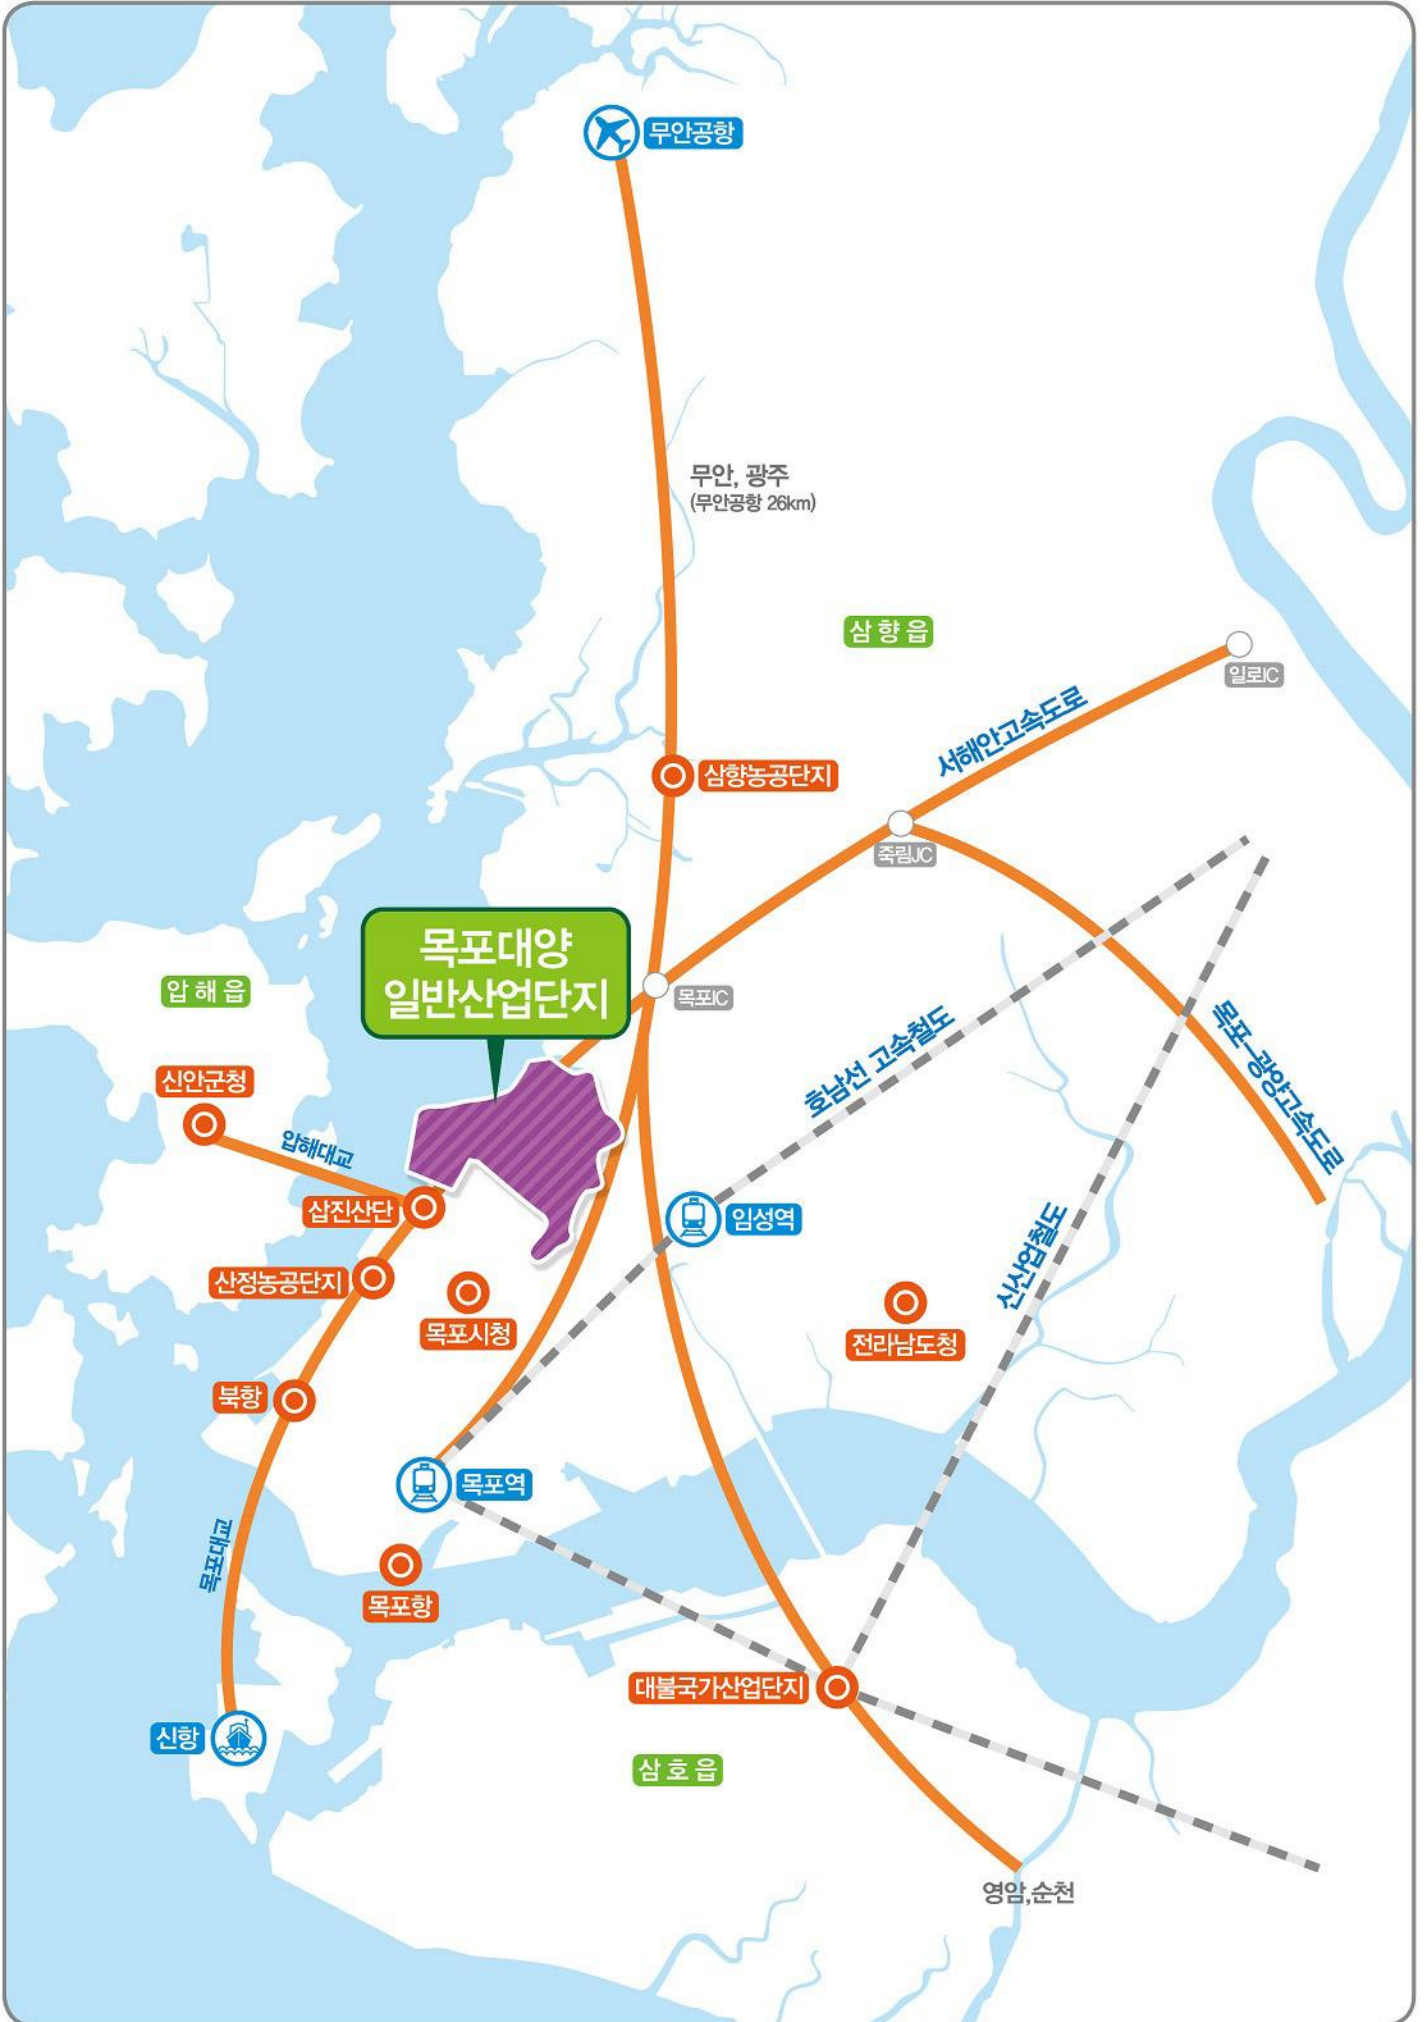 무안공항
무안, 광주
(무안공항 26km)
삼향읍
일로IC
서해안고속도로
삼향농공단지
죽림JC
목포대양
일반산업단지
압해읍
목포IC
호남선 고속철도
목포-광양고속도로
신안군청
압해대교
삽진산단
임성역
신산업철도
산정농공단지
목포시청
전라남도청
북항
목포역
목포대교
목포항
대불국가산업단지
신항
삼호읍
영암,순천